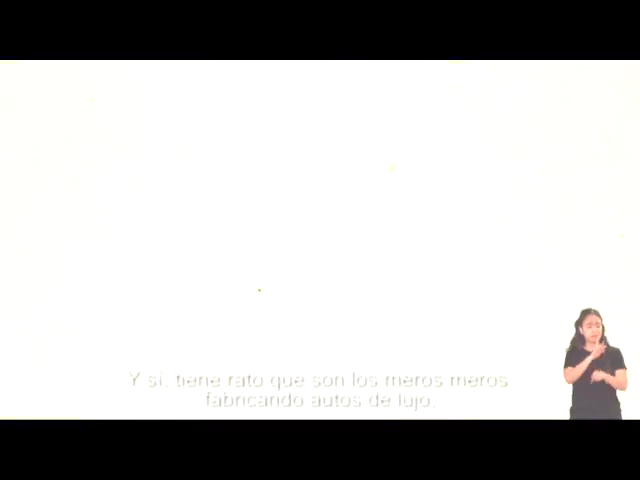 Y sí, tiene rato que son los meros meros
fabricando autos de lujo.